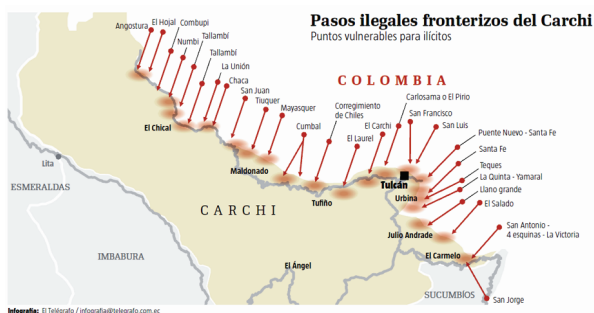 Pasos ilegales fronterizos del Carchi
Puntos vulnerables para ilícitos
Angostura
El Hojal
Combupi
Numbi
Tallambí
Tallambí
La Unión
Chaca
San Juan
Tiuquer
Mayasquer
Cumbal
Corregimiento
de Chiles
El Laurel
El Carchi
Carlosama o El Pirio
San Francisco
San Luis
Puente Nuevo - Santa Fe
Santa Fe
Teques
La Quinta - Yamaral
Llano grande
El Salado
San Antonio -
4 esquinas - La Victoria
San Jorge
COLOMBIA
El Chical
Maldonado
Tufiño
Tulcán
Urbina
Julio Andrade
El Carmelo
El Ángel
Lita
ESMERALDAS
CARCHI
IMBABURA
SUCUMBÍOS
Infografía: El Telégrafo / infografia@telegrafo.com.ec